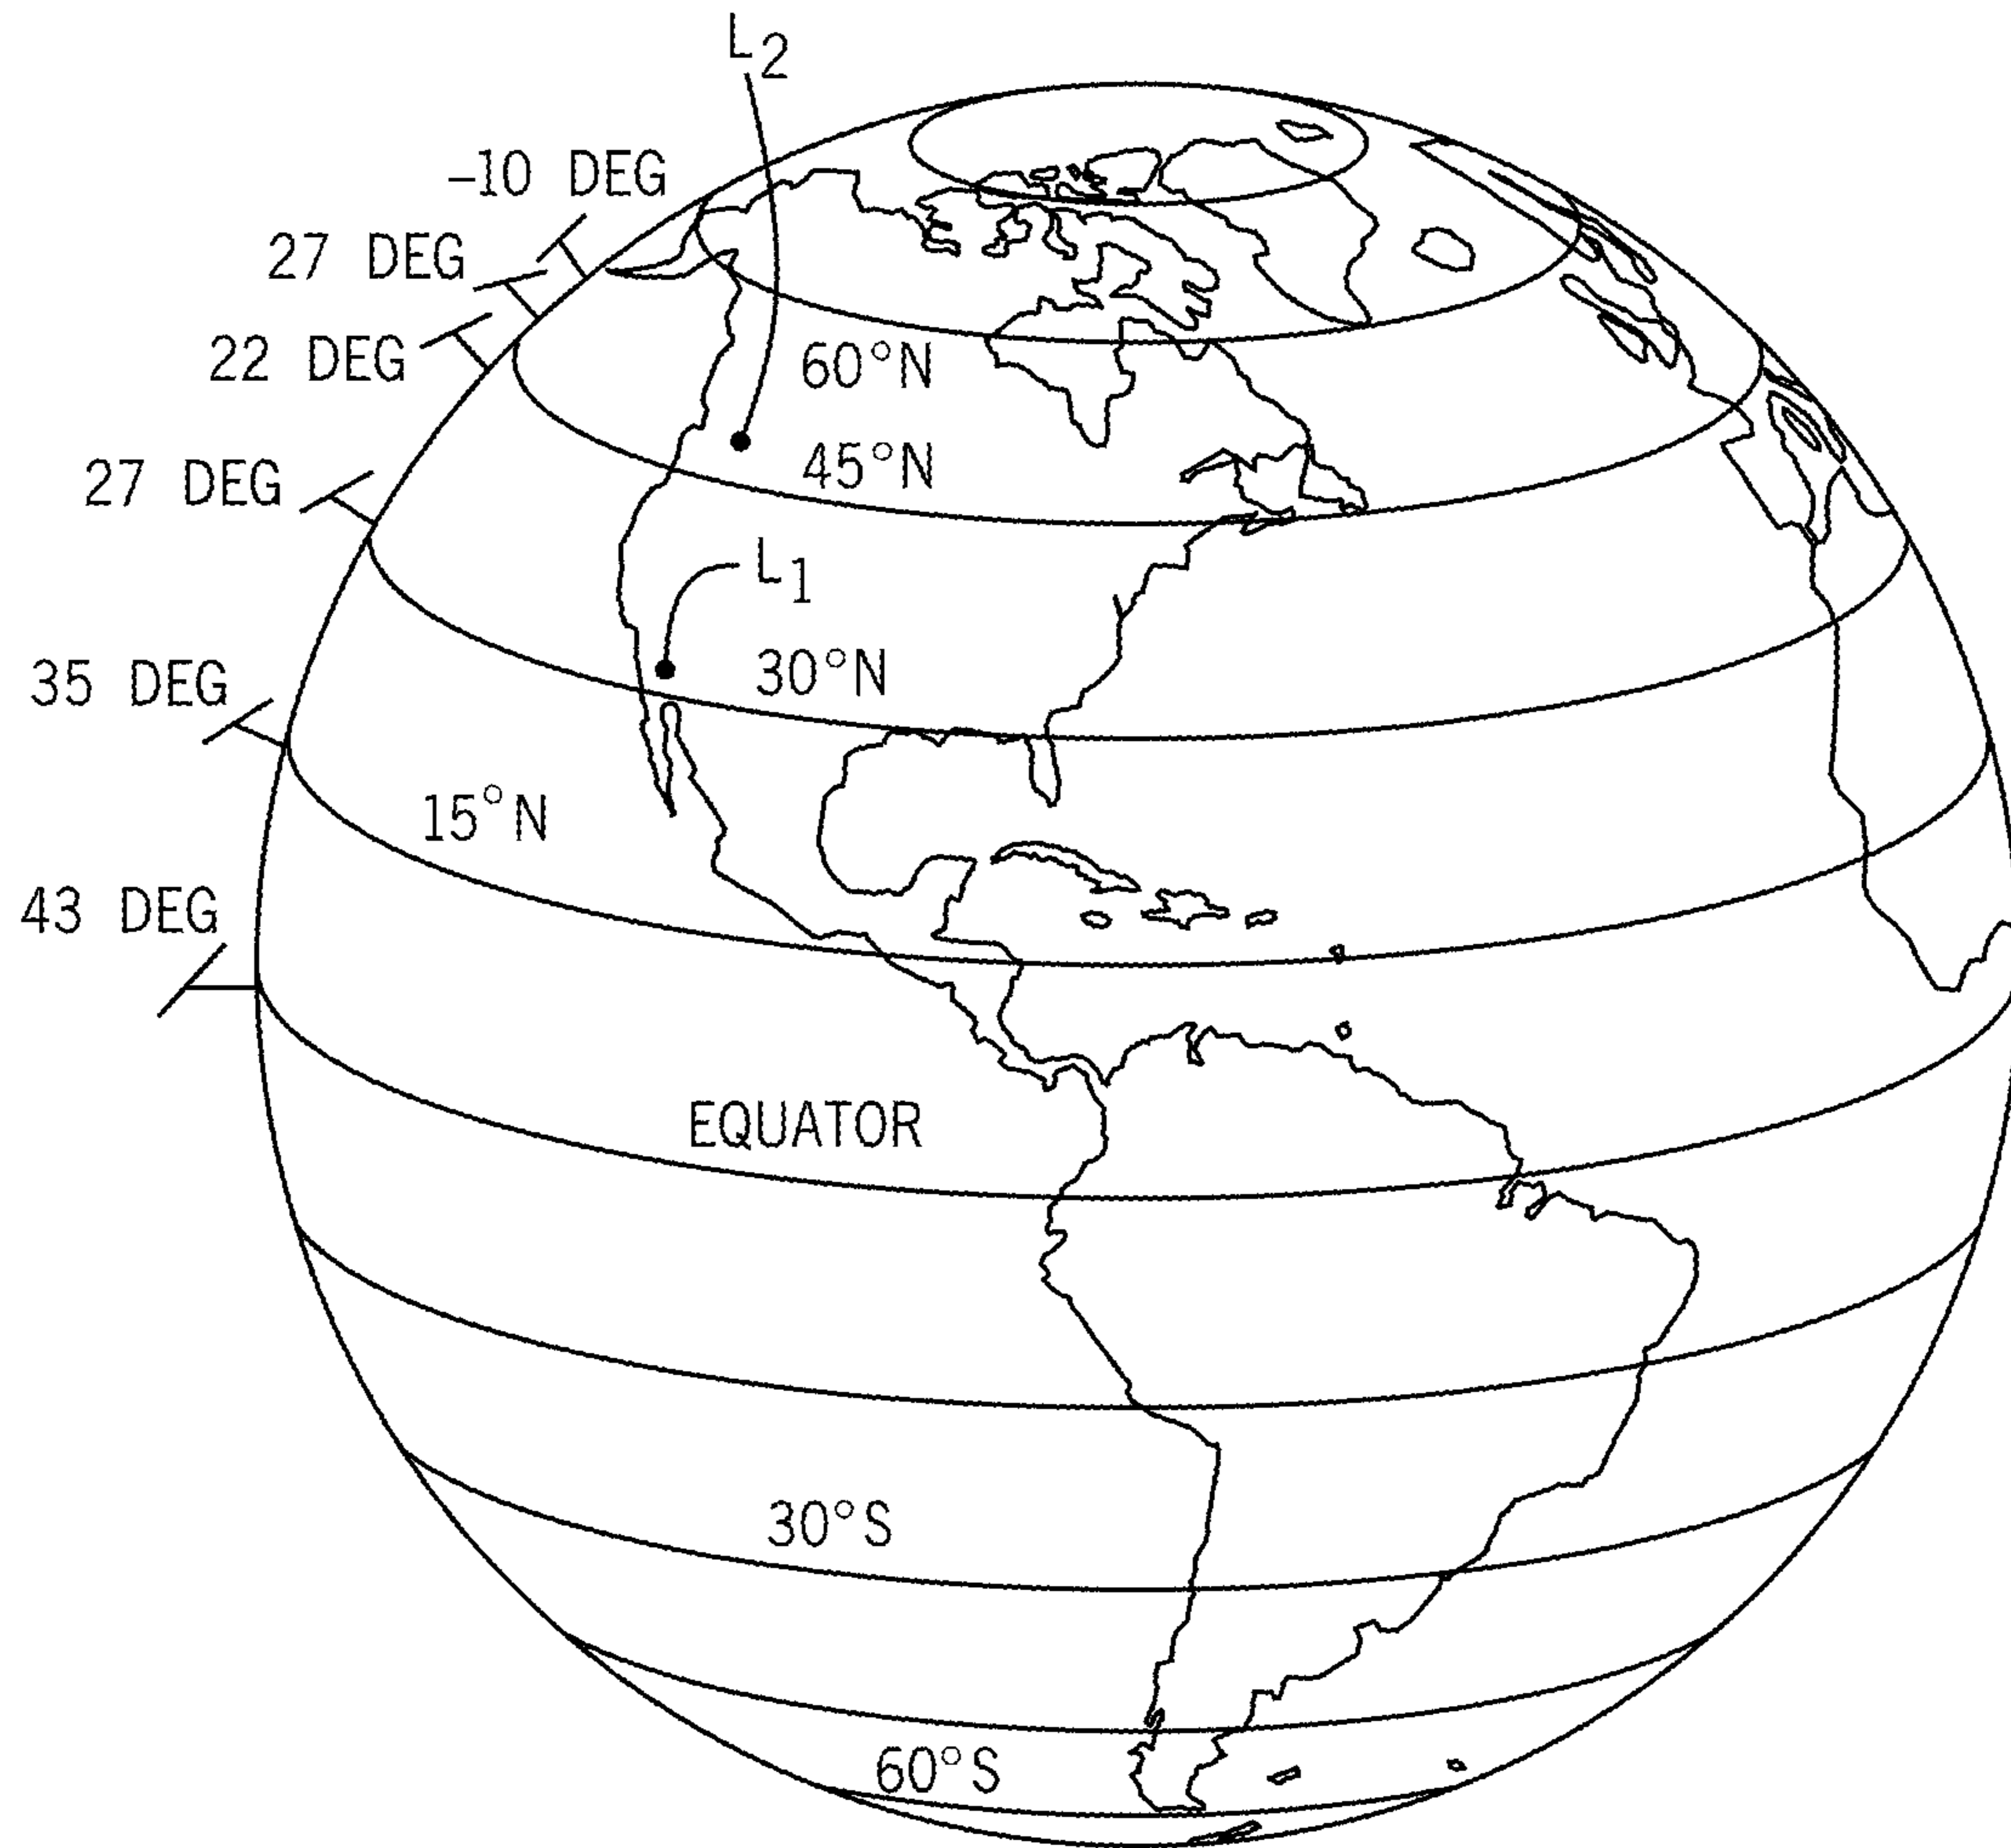 L2
-10 DEG
27 DEG
22 DEG
60°N
45°N
27 DEG
L1
30°N
35 DEG
15°N
43 DEG
EQUATOR
30°S
60°S